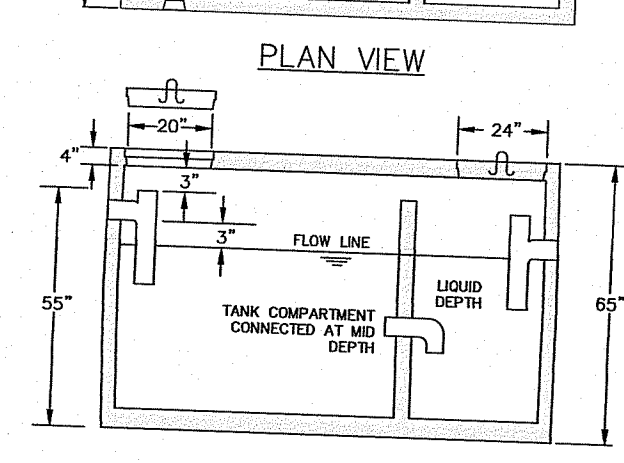 PLAN VIEW
20"
24"
4"
3"
3"
FLOW LINE
55"
LIQUID
DEPTH
65"
TANK COMPARTMENT
CONNECTED AT MID
DEPTH